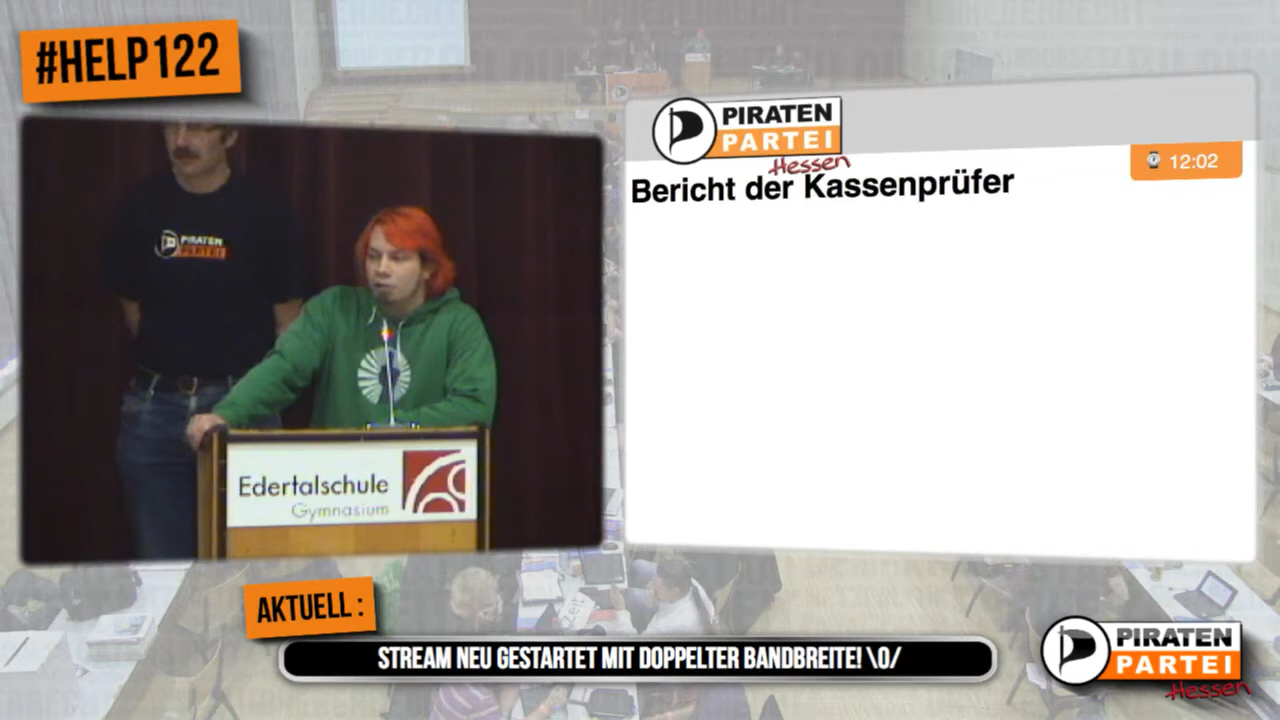 #HELP122
PIRATEN
PARTEI
Hessen
12:02
Bericht der Kassenprüfer
PIRATEN
PARTEI
Edertalschule
Gymnasium
AKTUELL :
STREAM NEU GESTARTET MIT DOPPELTER BANDBREITE! \O/
PIRATEN
PARTEI
Hessen